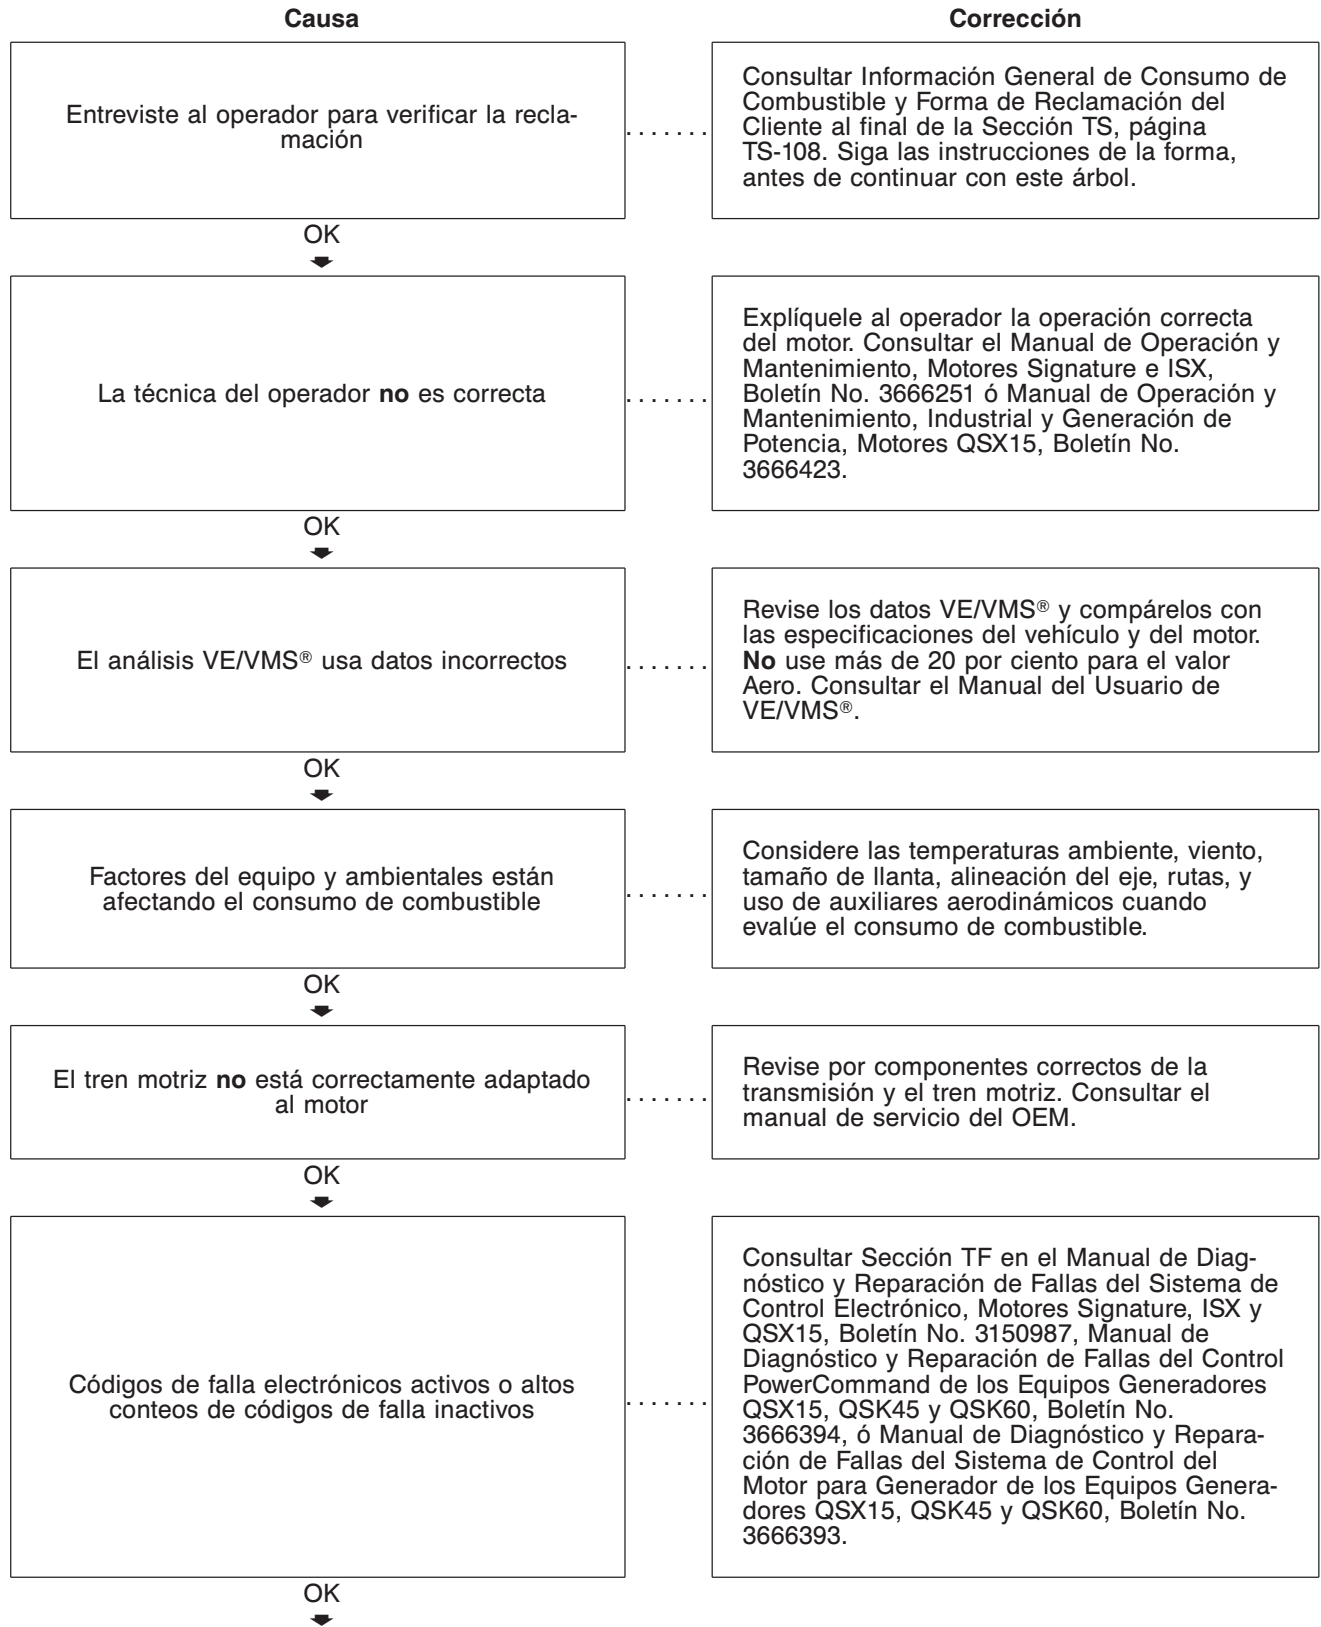 Causa
Corrección
Entreviste al operador para verificar la recla-
mación
. . . . . . .
Consultar Información General de Consumo de
Combustible y Forma de Reclamación del
Cliente al final de la Sección TS, página
TS-108. Siga las instrucciones de la forma,
antes de continuar con este árbol.
OK
La técnica del operador no es correcta
. . . . . . .
Explíquele al operador la operación correcta
del motor. Consultar el Manual de Operación y
Mantenimiento, Motores Signature e ISX,
Boletín No. 3666251 ó Manual de Operación y
Mantenimiento, Industrial y Generación de
Potencia, Motores QSX15, Boletín No.
3666423.
OK
El análisis VE/VMS® usa datos incorrectos
. . . . . . .
Revise los datos VE/VMS® y compárelos con
las especificaciones del vehículo y del motor.
No use más de 20 por ciento para el valor
Aero. Consultar el Manual del Usuario de
VE/VMS®.
OK
Factores del equipo y ambientales están
afectando el consumo de combustible
. . . . . . .
Considere las temperaturas ambiente, viento,
tamaño de llanta, alineación del eje, rutas, y
uso de auxiliares aerodinámicos cuando
evalúe el consumo de combustible.
OK
El tren motriz no está correctamente adaptado
al motor
. . . . . . .
Revise por componentes correctos de la
transmisión y el tren motriz. Consultar el
manual de servicio del OEM.
OK
Códigos de falla electrónicos activos o altos
conteos de códigos de falla inactivos
. . . . . . .
Consultar Sección TF en el Manual de Diag-
nóstico y Reparación de Fallas del Sistema de
Control Electrónico, Motores Signature, ISX y
QSX15, Boletín No. 3150987, Manual de
Diagnóstico y Reparación de Fallas del Control
PowerCommand de los Equipos Generadores
QSX15, QSK45 y QSK60, Boletín No.
3666394, ó Manual de Diagnóstico y Repara-
ción de Fallas del Sistema de Control del
Motor para Generador de los Equipos Genera-
dores QSX15, QSK45 y QSK60, Boletín No.
3666393.
OK